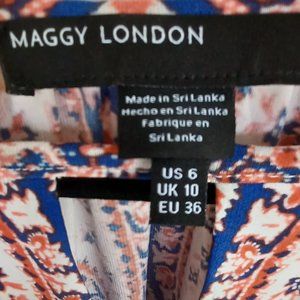 MAGGY LONDON
Made in Sri Lanka
Hecho en Sri Lanka
Fabrique en
Sri Lanka
US 6
UK 10
EU 36